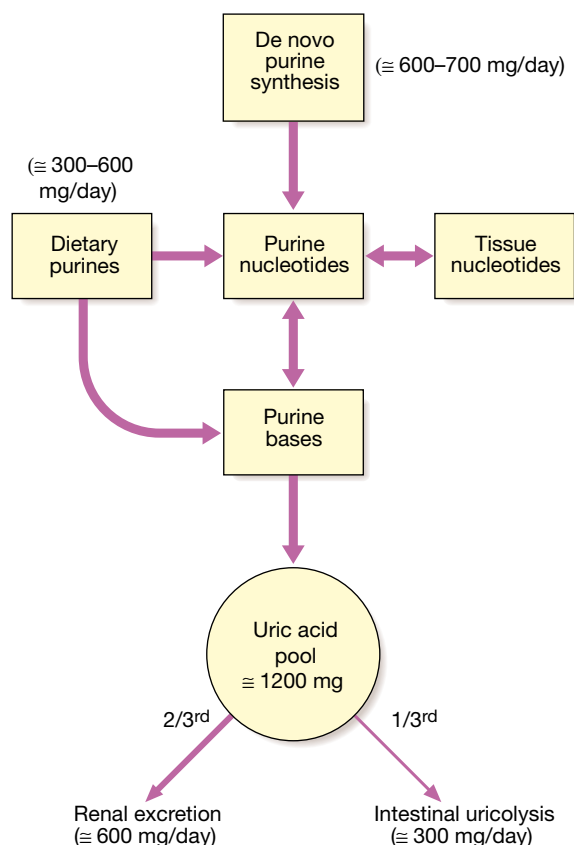 De novo
purine
synthesis
(≅ 600–700 mg/day)
(≅ 300–600
mg/day)
Dietary
purines
Purine
nucleotides
Tissue
nucleotides
Purine
bases
Uric acid
pool
≅ 1200 mg
2/3rd
1/3rd
Renal excretion
(≅ 600 mg/day)
Intestinal uricolysis
(≅ 300 mg/day)